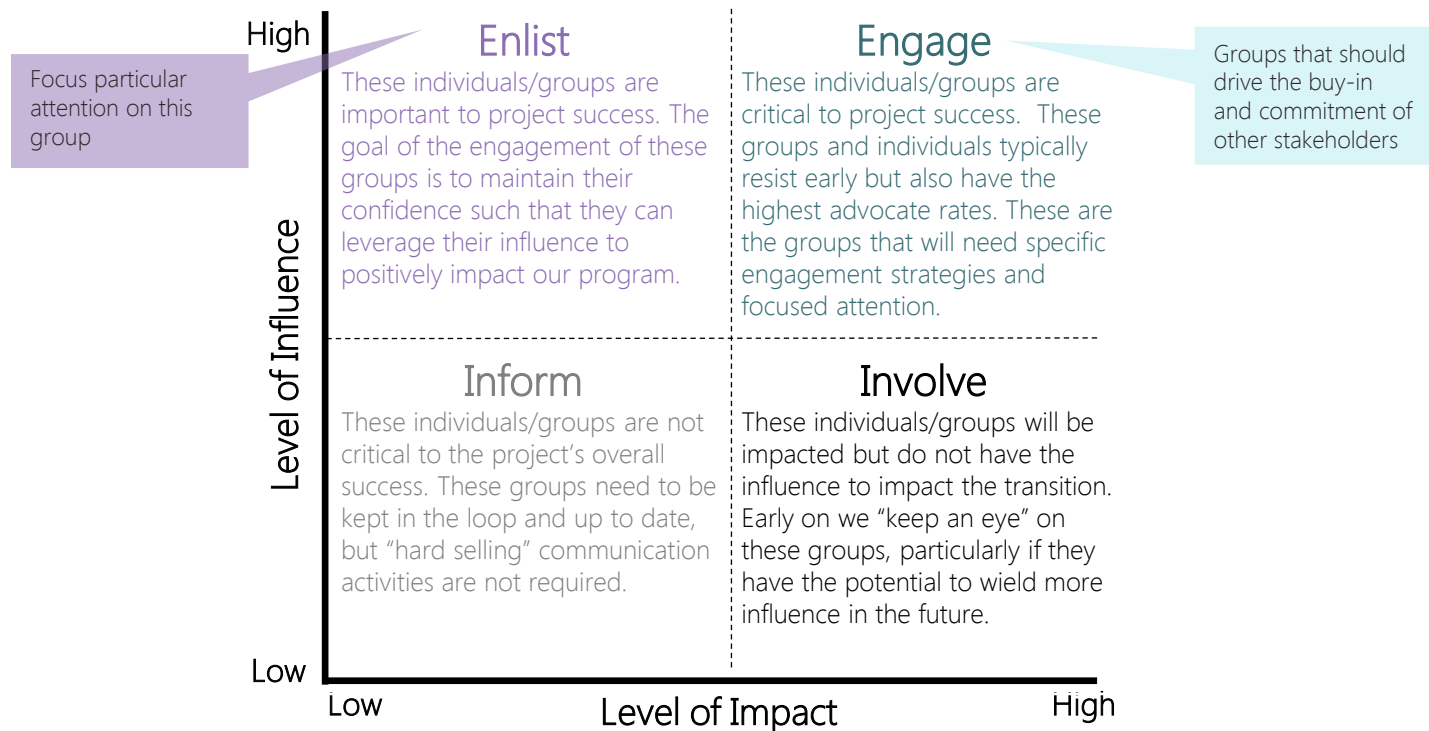 High
Focus particular
attention on this
group
Enlist
These individuals/groups are
important to project success. The
goal of the engagement of these
groups is to maintain their
confidence such that they can
leverage their influence to
positively impact our program.
Engage
These individuals/groups are
critical to project success.  These
groups and individuals typically
resist early but also have the
highest advocate rates. These are
the groups that will need specific
engagement strategies and
focused attention.
Groups that should
drive the buy-in
and commitment of
other stakeholders
Level of Influence
Inform
These individuals/groups are not
critical to the project’s overall
success. These groups need to be
kept in the loop and up to date,
but “hard selling” communication
activities are not required.
Involve
These individuals/groups will be
impacted but do not have the
influence to impact the transition.
Early on we “keep an eye” on
these groups, particularly if they
have the potential to wield more
influence in the future.
Low
Low
Level of Impact
High